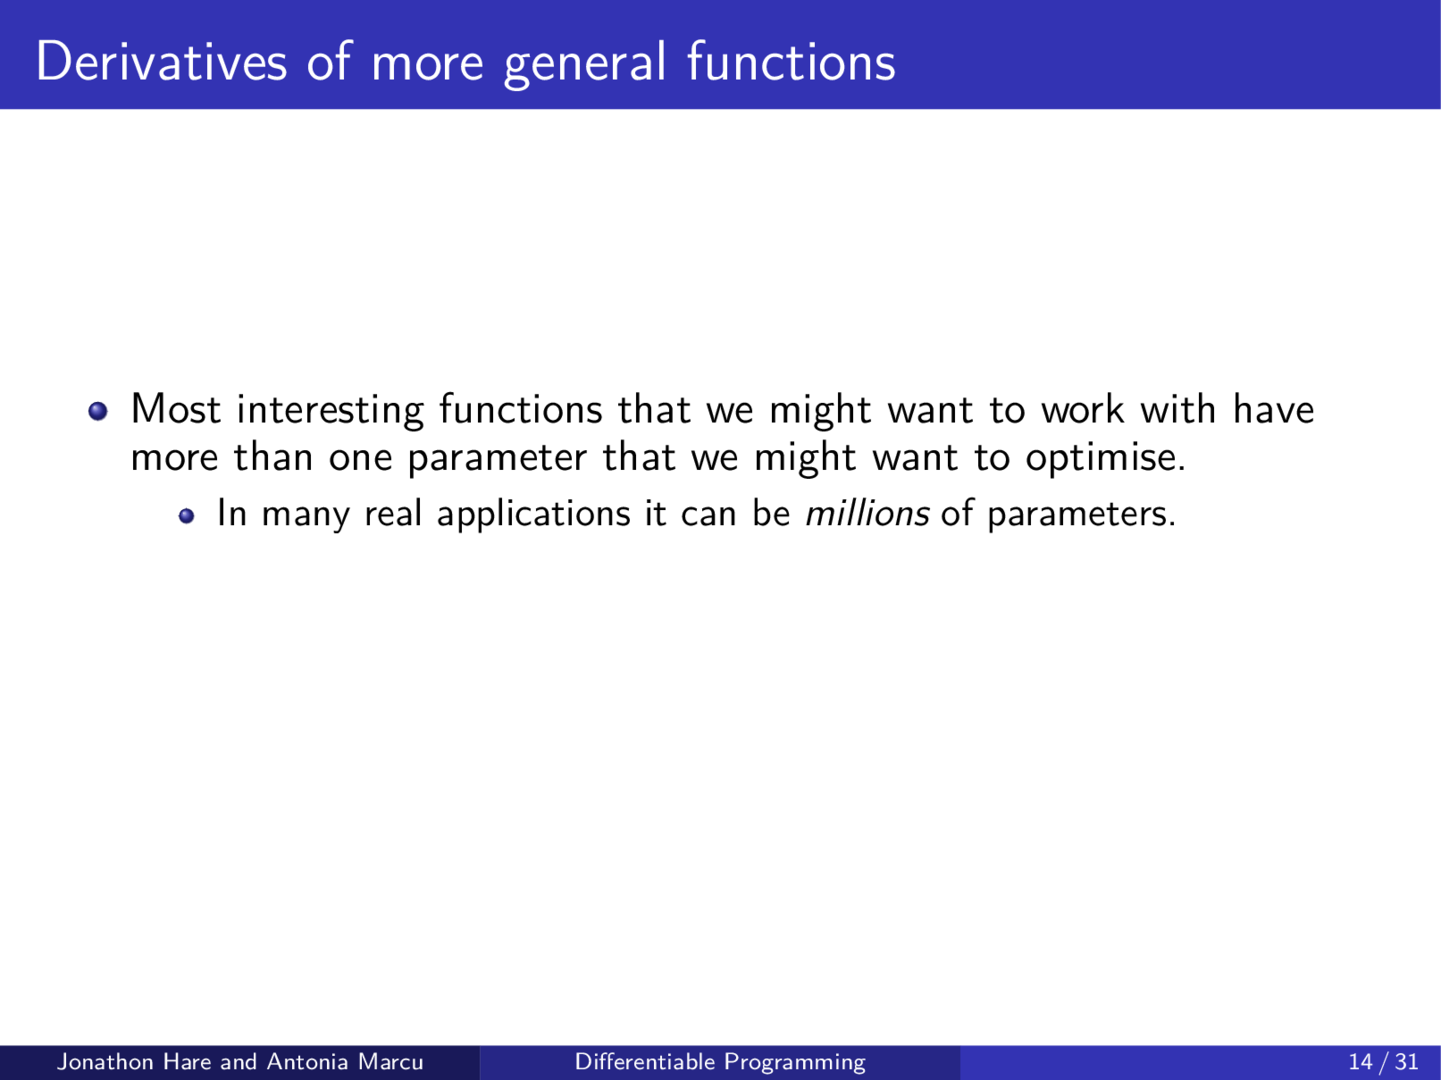 Derivatives of more general functions
Most interesting functions that we might want to work with have
more than one parameter that we might want to optimise.
In many real applications it can be millions of parameters.
Jonathon Hare and Antonia Marcu
Differentiable Programming
14 / 31